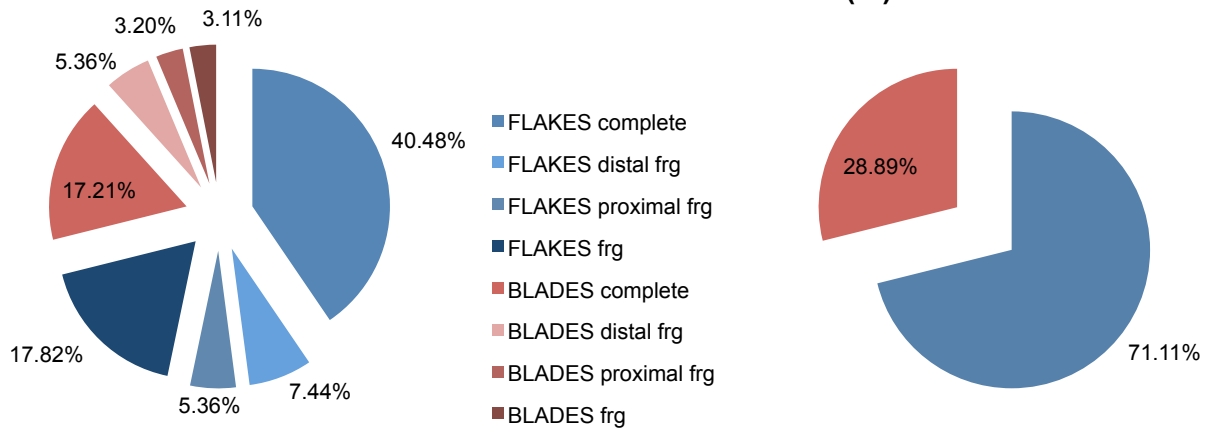 ( )
3.20%
3.11%
5.36%
40.48%
17.21%
17.82%
5.36%
7.44%
FLAKES complete
FLAKES distal frg
FLAKES proximal frg
FLAKES frg
BLADES complete
BLADES distal frg
BLADES proximal frg
BLADES frg
28.89%
71.11%